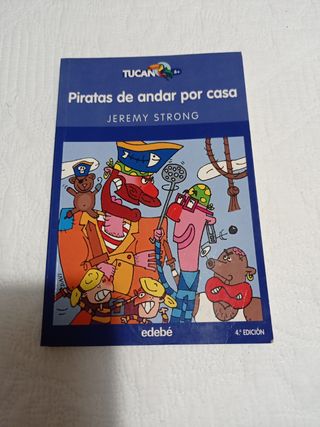 TUCAN 8+
Piratas de andar por casa
JEREMY STRONG
edebé
4.ª EDICIÓN